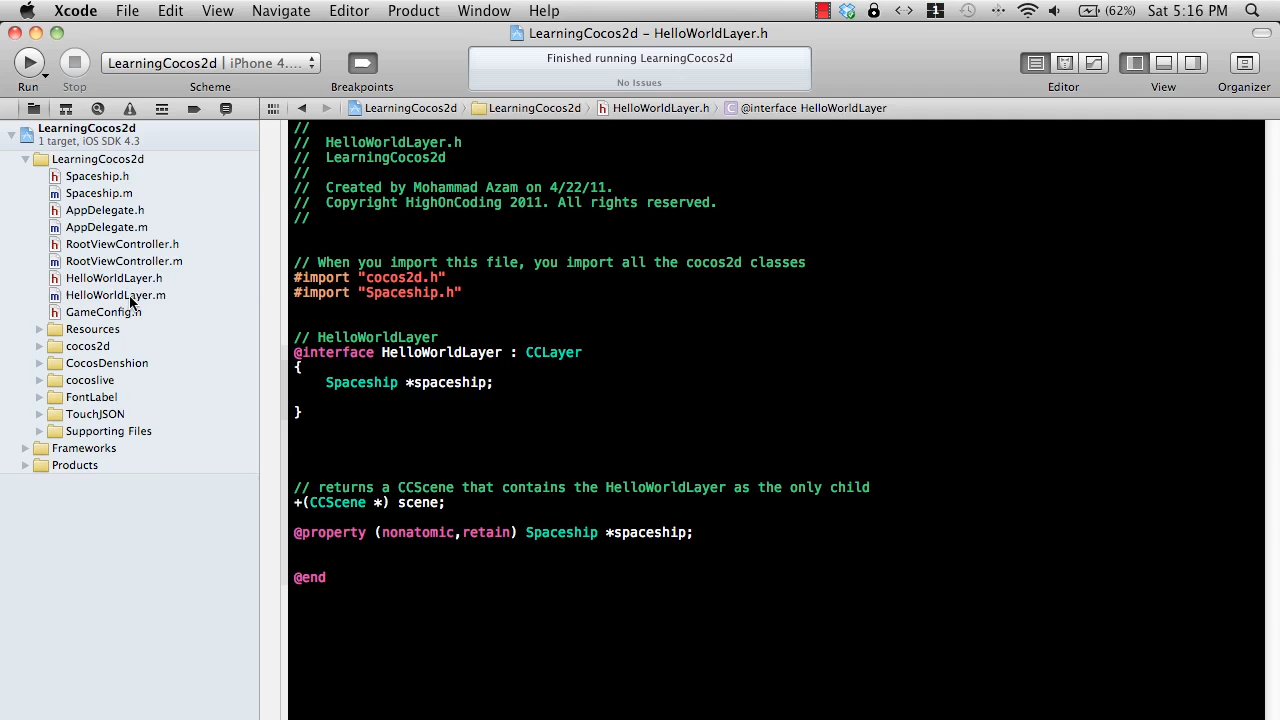 Xcode File Edit View Navigate Editor Product Window Help 1 (62%) Sat 5:16 PM
LearningCocos2d - HelloWorldLayer.h
LearningCocos2d | iPhone 4.... Finished running LearningCocos2d
No Issues
Run Stop Scheme Breakpoints Editor View Organizer
LearningCocos2d LearningCocos2d HelloWorldLayer.h @interface HelloWorldLayer
LearningCocos2d
1 target, iOS SDK 4.3
LearningCocos2d
Spaceship.h
Spaceship.m
AppDelegate.h
AppDelegate.m
RootViewController.h
RootViewController.m
HelloWorldLayer.h
HelloWorldLayer.m
GameConfig.h
Resources
cocos2d
CocosDenshion
cocoslive
FontLabel
TouchJSON
Supporting Files
Frameworks
Products
//
// HelloWorldLayer.h
// LearningCocos2d
//
// Created by Mohammad Azam on 4/22/11.
// Copyright HighOnCoding 2011. All rights reserved.
//
// When you import this file, you import all the cocos2d classes
#import "cocos2d.h"
#import "Spaceship.h"
// HelloWorldLayer
@interface HelloWorldLayer : CCLayer
{
Spaceship *spaceship;
}
// returns a CCScene that contains the HelloWorldLayer as the only child
+(CCScene *) scene;
@property (nonatomic,retain) Spaceship *spaceship;
@end